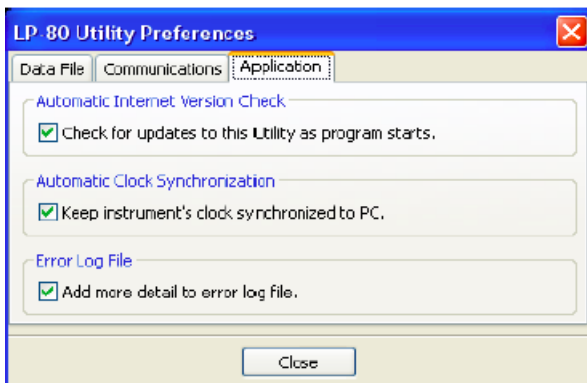 LP-80 Utility Preferences
Data File Communications Application
Automatic Internet Version Check
Check for updates to this Utility as program starts.
Automatic Clock Synchronization
Keep instrument's clock synchronized to PC.
Error Log File
Add more detail to error log file.
Close